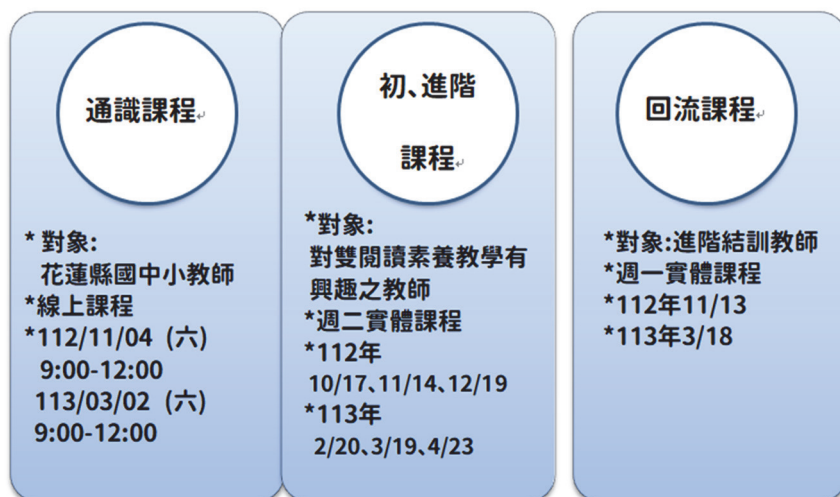 通識課程
* 對象:
花蓮縣國中小教師
*線上課程
*112/11/04 (六)
9:00-12:00
113/03/02 (六)
9:00-12:00
初、進階
課程
*對象:
對雙閱讀素養教學有
興趣之教師
*週二實體課程
*112年
10/17、11/14、12/19
*113年
2/20、3/19、4/23
回流課程
*對象:進階結訓教師
*週一實體課程
*112年11/13
*113年3/18